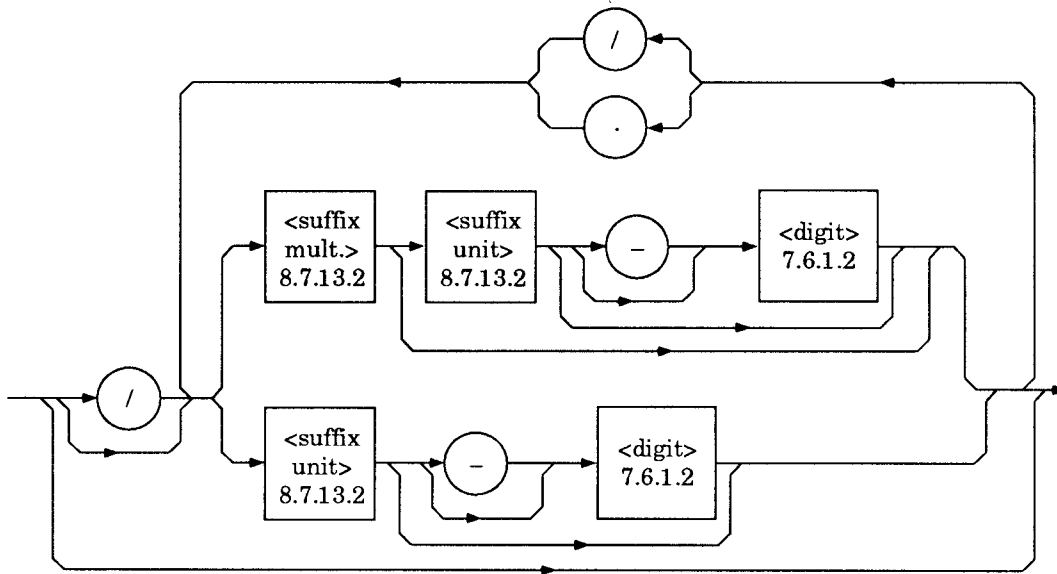 /
.
<suffix
mult.>
8.7.13.2
<suffix
unit>
8.7.13.2
–
<digit>
7.6.1.2
/
<suffix
unit>
8.7.13.2
–
<digit>
7.6.1.2